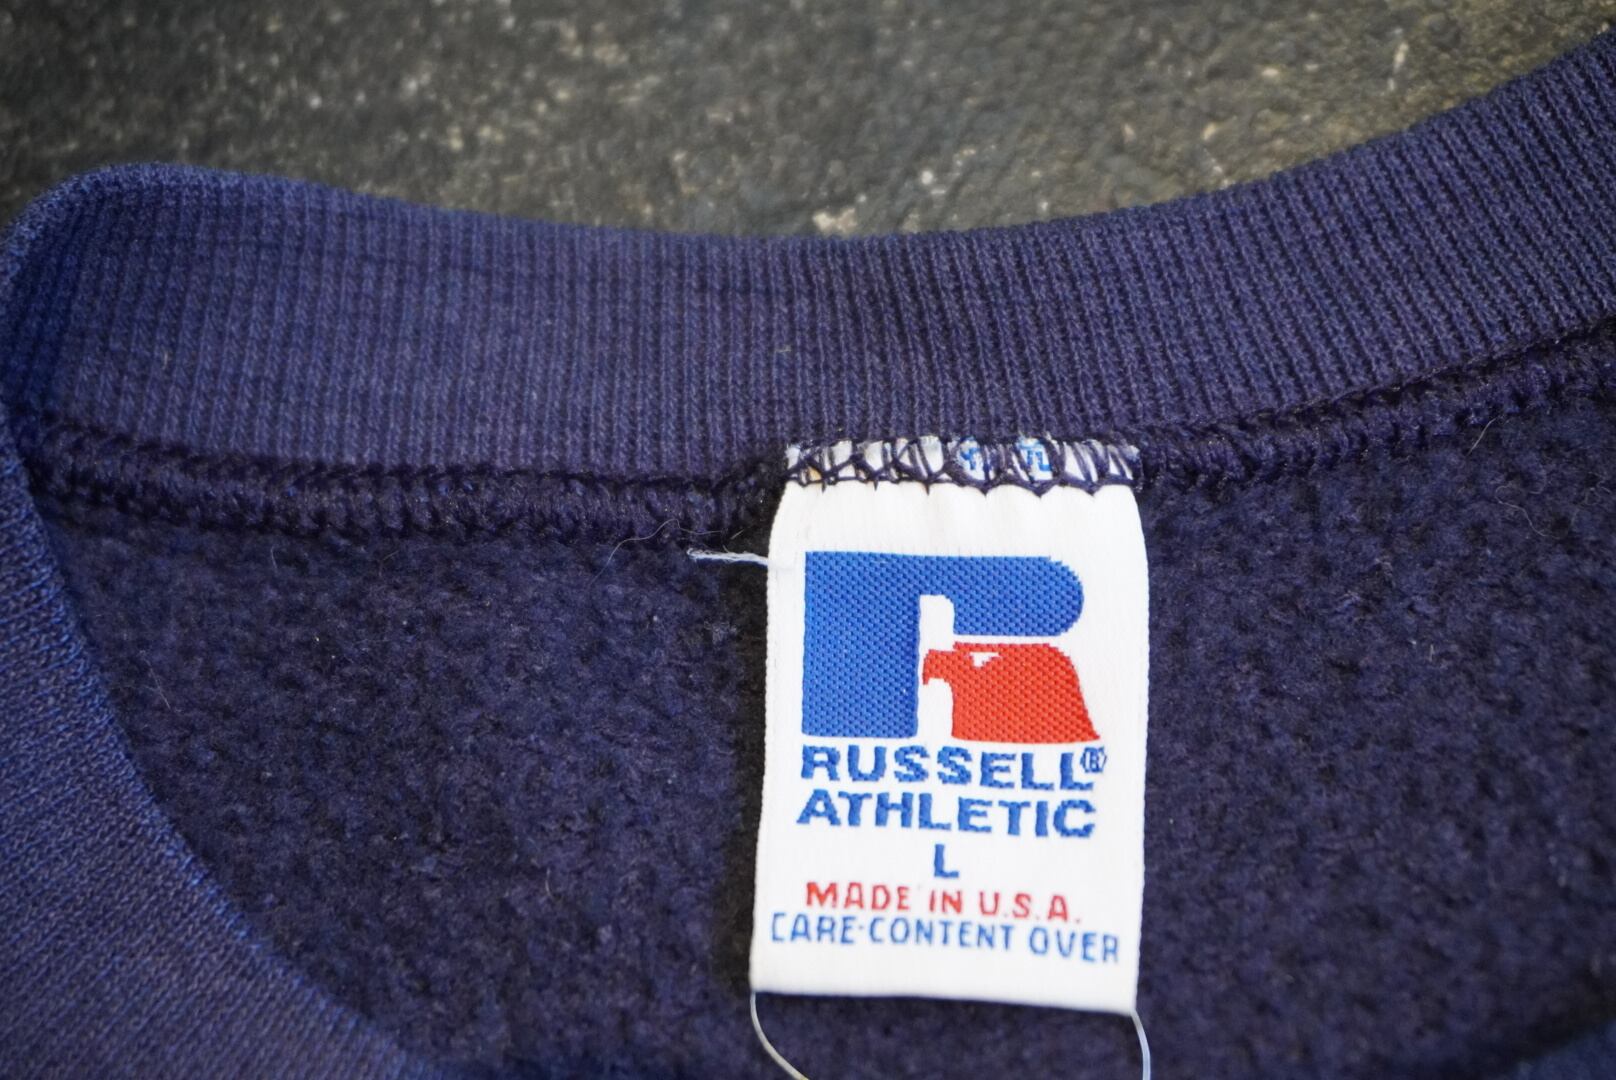 RUSSELL®
ATHLETIC
L
MADE IN U.S.A.
CARE-CONTENT OVER